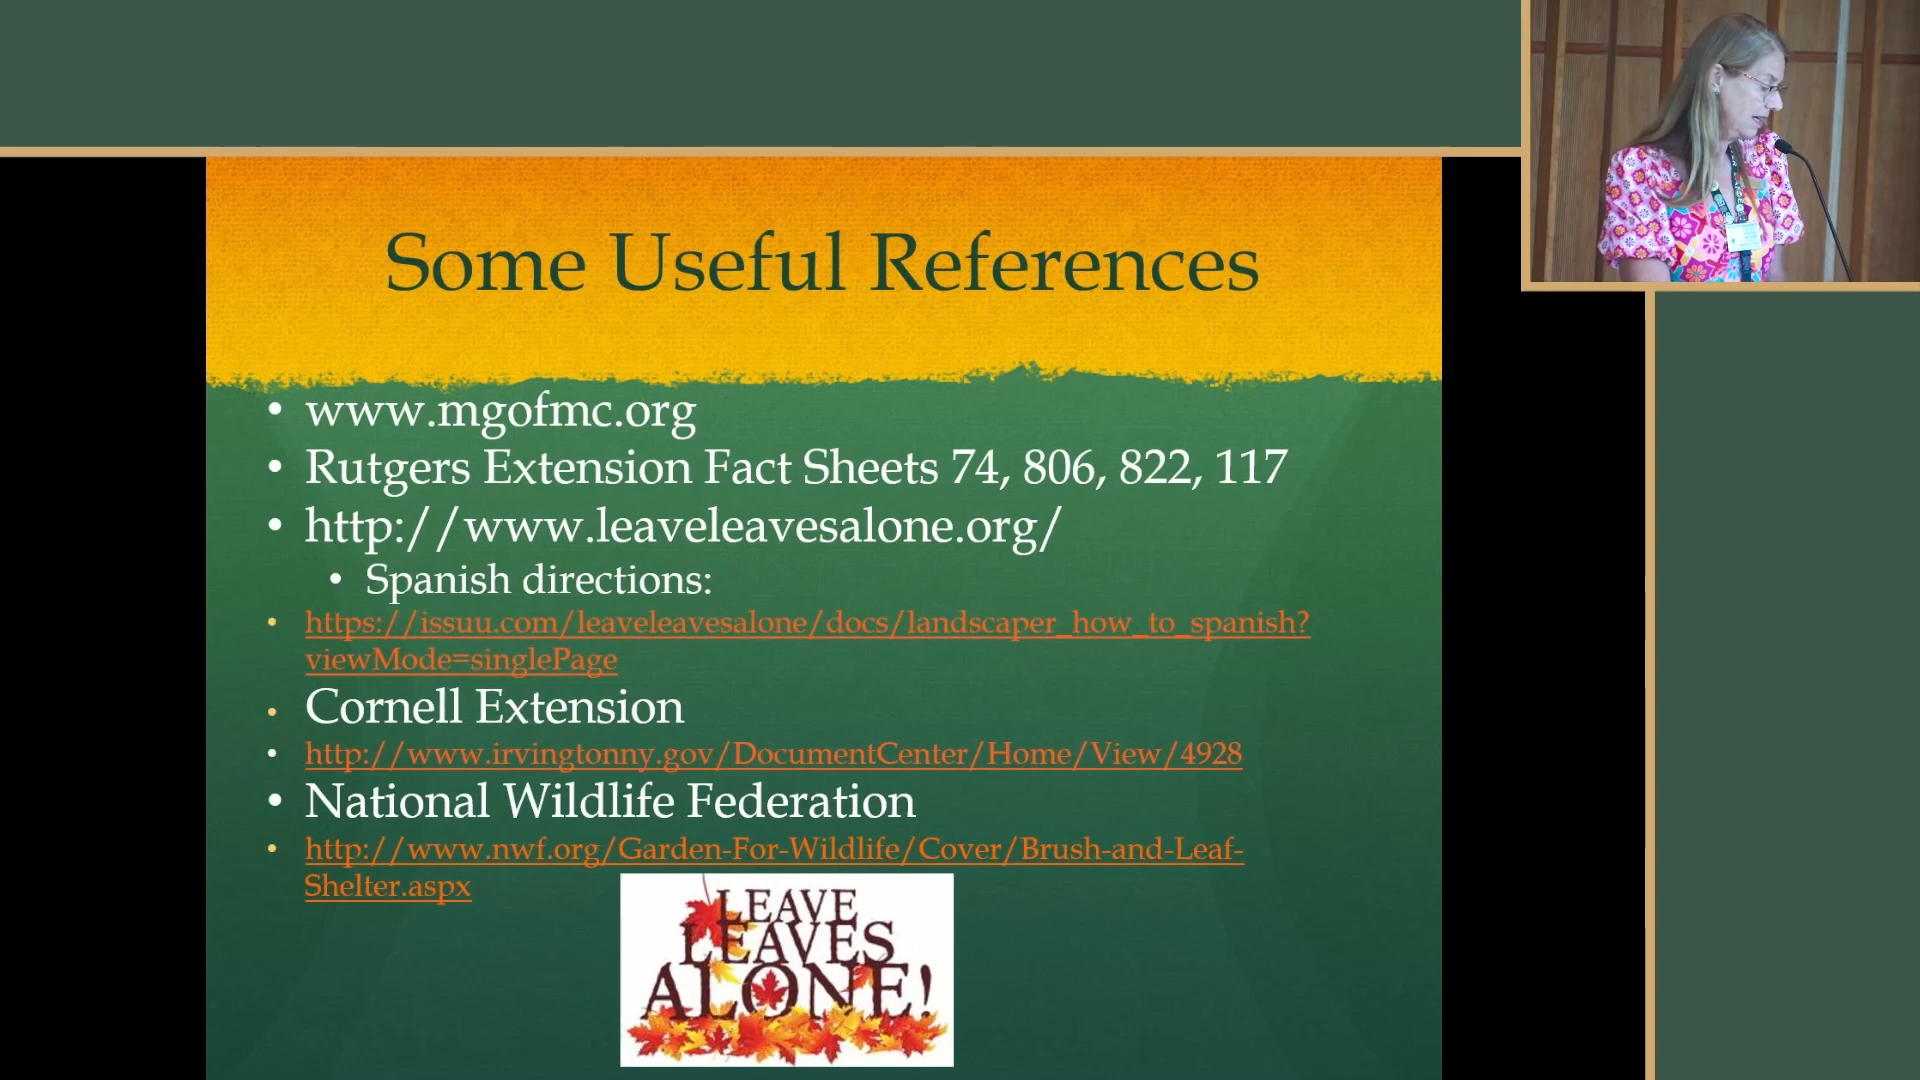 Some Useful References
• www.mgofmc.org
• Rutgers Extension Fact Sheets 74, 806, 822, 117
• http://www.leaveleavesalone.org/
• Spanish directions:
• https://issuu.com/leaveleavesalone/docs/landscaper_how_to_spanish?
viewMode=singlePage
• Cornell Extension
• http://www.irvingtonny.gov/DocumentCenter/Home/View/4928
• National Wildlife Federation
• http://www.nwf.org/Garden-For-Wildlife/Cover/Brush-and-Leaf-
Shelter.aspx
LEAVE
LEAVES
ALONE!